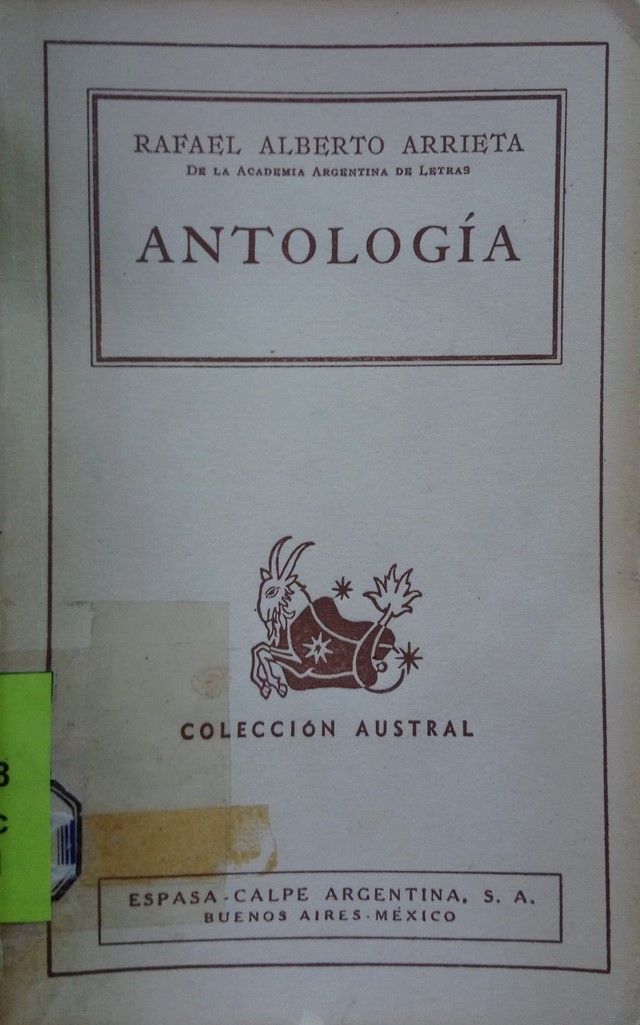 RAFAEL ALBERTO ARRIETA
DE LA ACADEMIA ARGENTINA DE LETRAS
ANTOLOGÍA
COLECCIÓN AUSTRAL
ESPASA-CALPE ARGENTINA, S. A.
BUENOS AIRES-MÉXICO